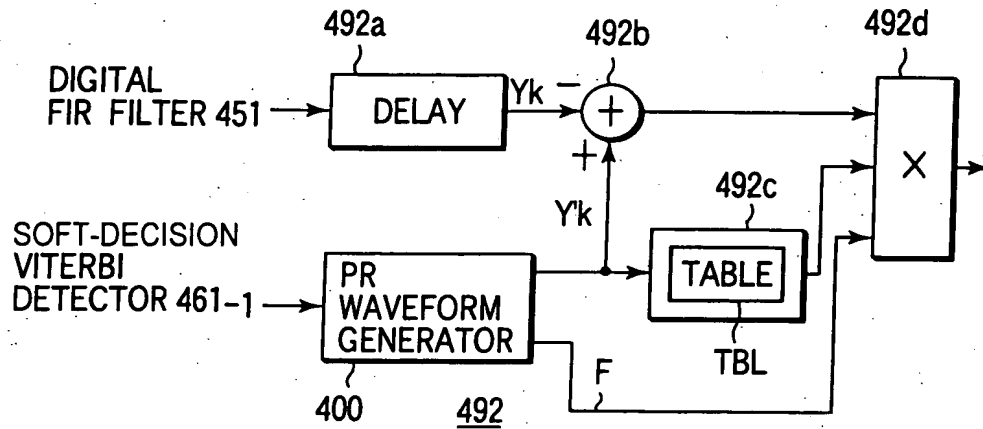 492a
492b
492d
DIGITAL
FIR FILTER 451
DELAY
Yk
−
+
+
X
Y'k
492c
SOFT-DECISION
VITERBI
DETECTOR 461-1
PR
WAVEFORM
GENERATOR
TABLE
TBL
F
400
492